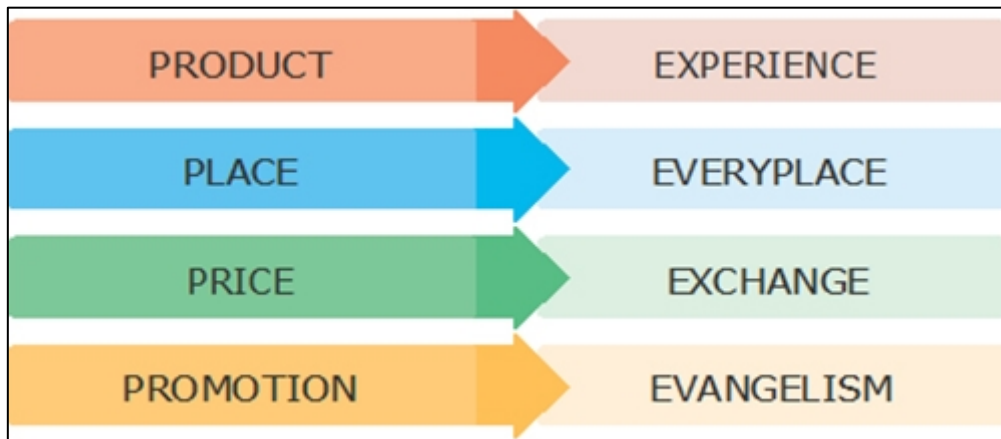 PRODUCT EXPERIENCE
PLACE EVERYPLACE
PRICE EXCHANGE
PROMOTION EVANGELISM